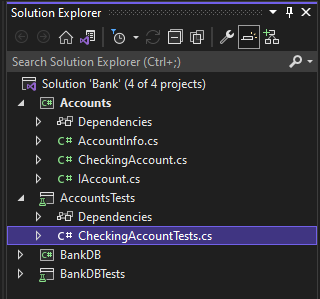 Solution Explorer
Search Solution Explorer (Ctrl+;)
Solution 'Bank' (4 of 4 projects)
C# Accounts
Dependencies
C# AccountInfo.cs
C# CheckingAccount.cs
C# IAccount.cs
AccountsTests
Dependencies
C# CheckingAccountTests.cs
C# BankDB
BankDBTests